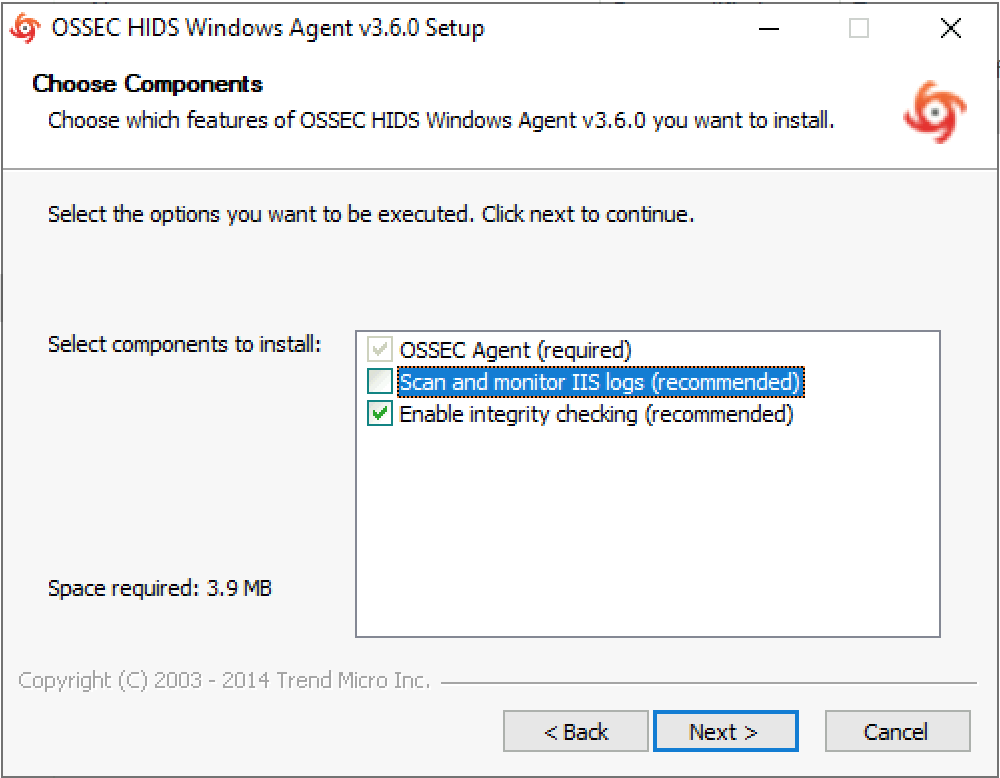 OSSEC HIDS Windows Agent v3.6.0 Setup
Choose Components
Choose which features of OSSEC HIDS Windows Agent v3.6.0 you want to install.
Select the options you want to be executed. Click next to continue.
Select components to install:
OSSEC Agent (required)
Scan and monitor IIS logs (recommended)
Enable integrity checking (recommended)
Space required: 3.9 MB
Copyright (C) 2003 - 2014 Trend Micro Inc.
< Back
Next >
Cancel